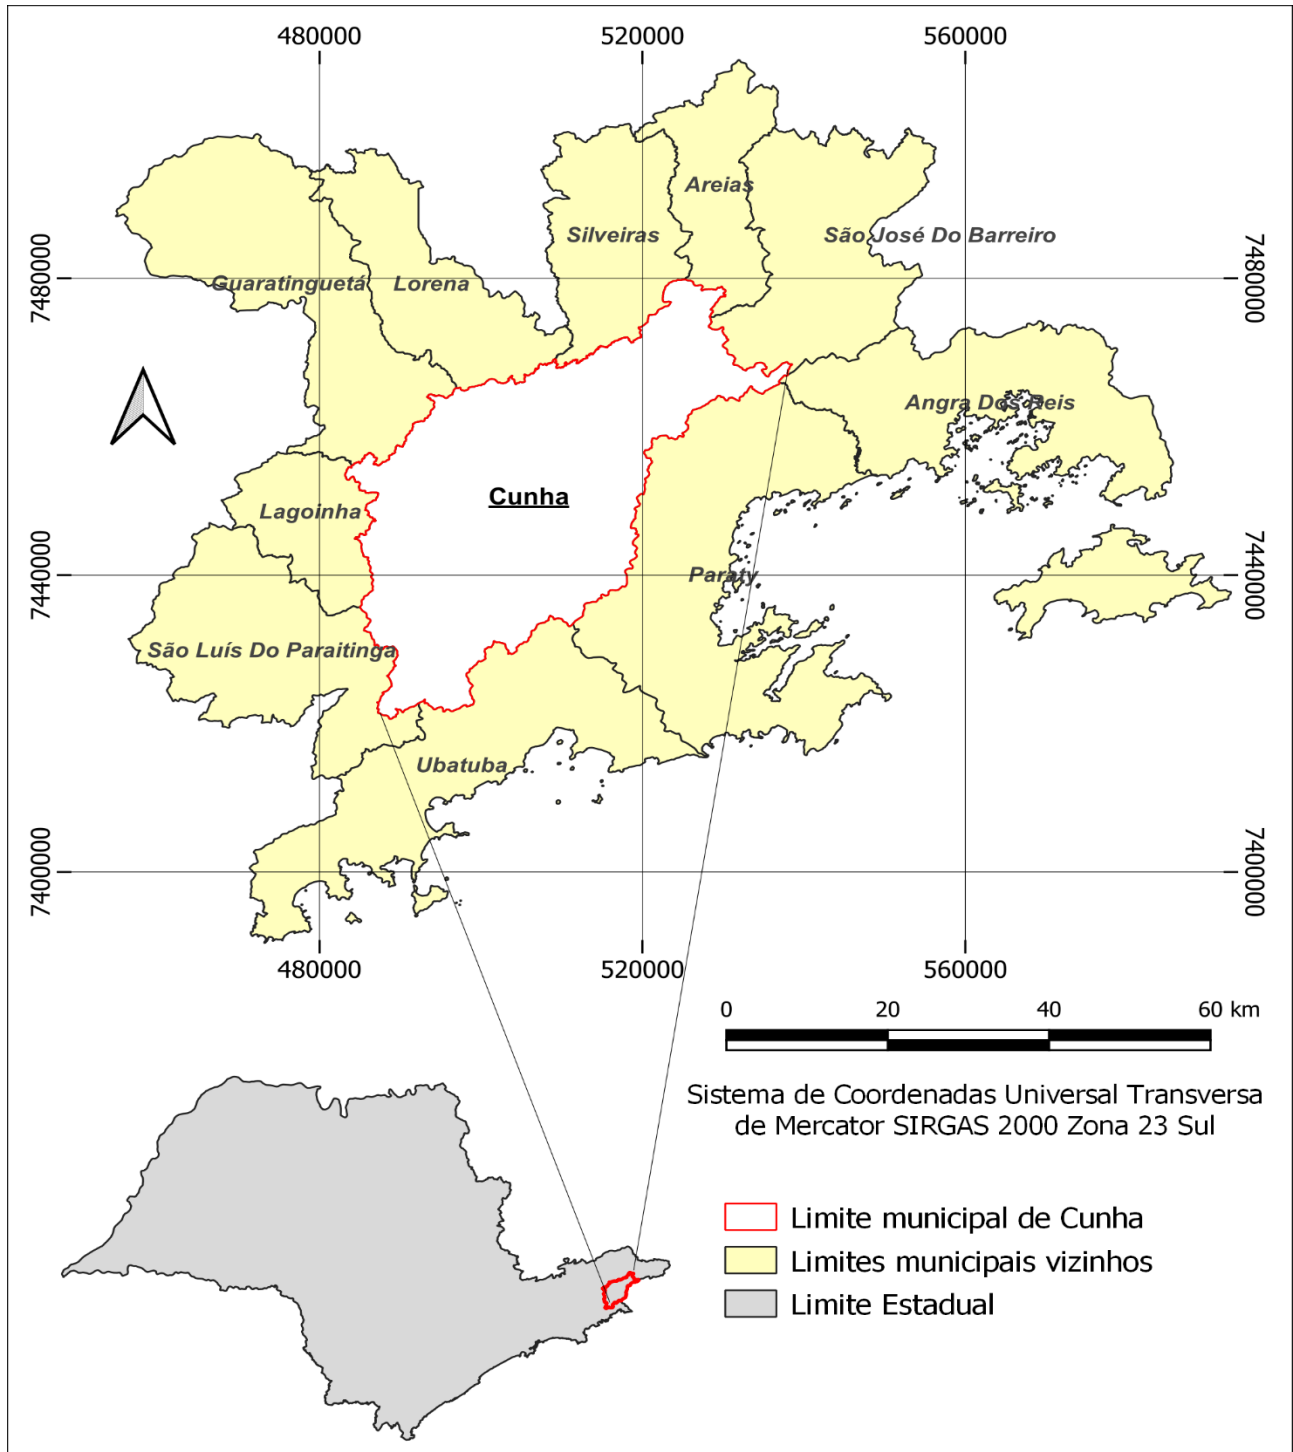 480000 520000 560000
Areias
Silveiras
São José Do Barreiro
7480000
7480000
Guaratinguetá
Lorena
Angra Dos Reis
Cunha
Lagoinha
7440000
7440000
Paraty
São Luís Do Paraitinga
Ubatuba
7400000
7400000
480000 520000 560000
0 20 40 60 km
Sistema de Coordenadas Universal Transversa
de Mercator SIRGAS 2000 Zona 23 Sul
Limite municipal de Cunha
Limites municipais vizinhos
Limite Estadual